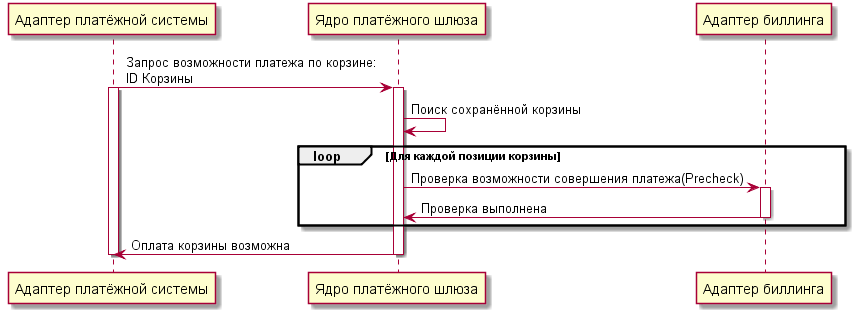 Адаптер платёжной системы
Ядро платёжного шлюза
Адаптер биллинга
Запрос возможности платежа по корзине:
ID Корзины
Поиск сохранённой корзины
loop
[Для каждой позиции корзины]
Проверка возможности совершения платежа(Precheck)
Проверка выполнена
Оплата корзины возможна
Адаптер платёжной системы
Ядро платёжного шлюза
Адаптер биллинга